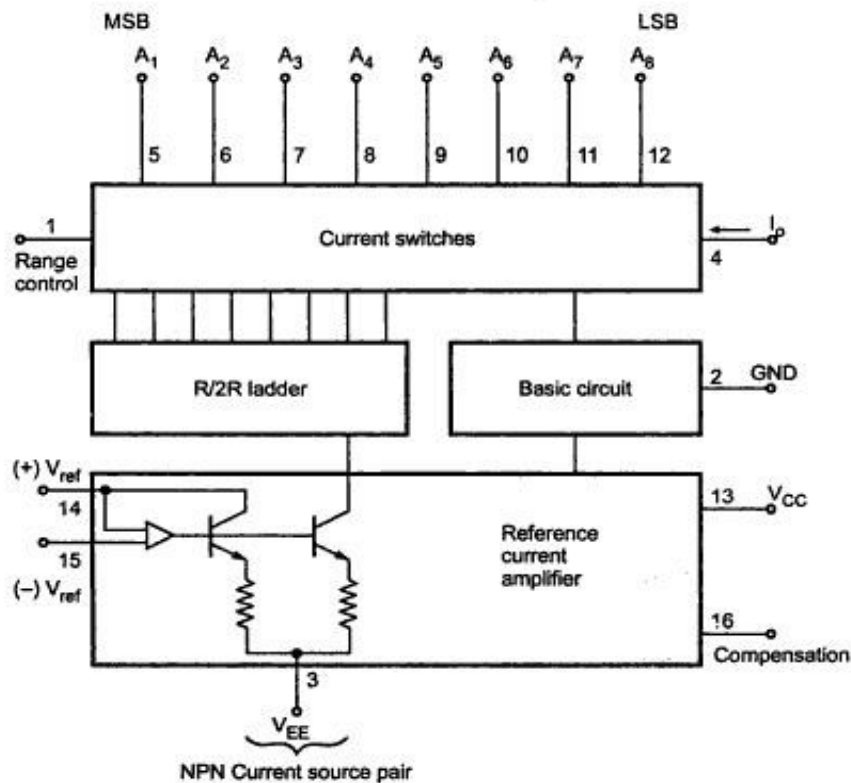 MSB LSB
A1 A2 A3 A4 A5 A6 A7 A8
5 6 7 8 9 10 11 12
1
Range
control
Current switches
Io
4
R/2R ladder
Basic circuit
2
GND
(+) Vref
14
15
(–) Vref
Reference
current
amplifier
13
VCC
16
Compensation
3
VEE
NPN Current source pair